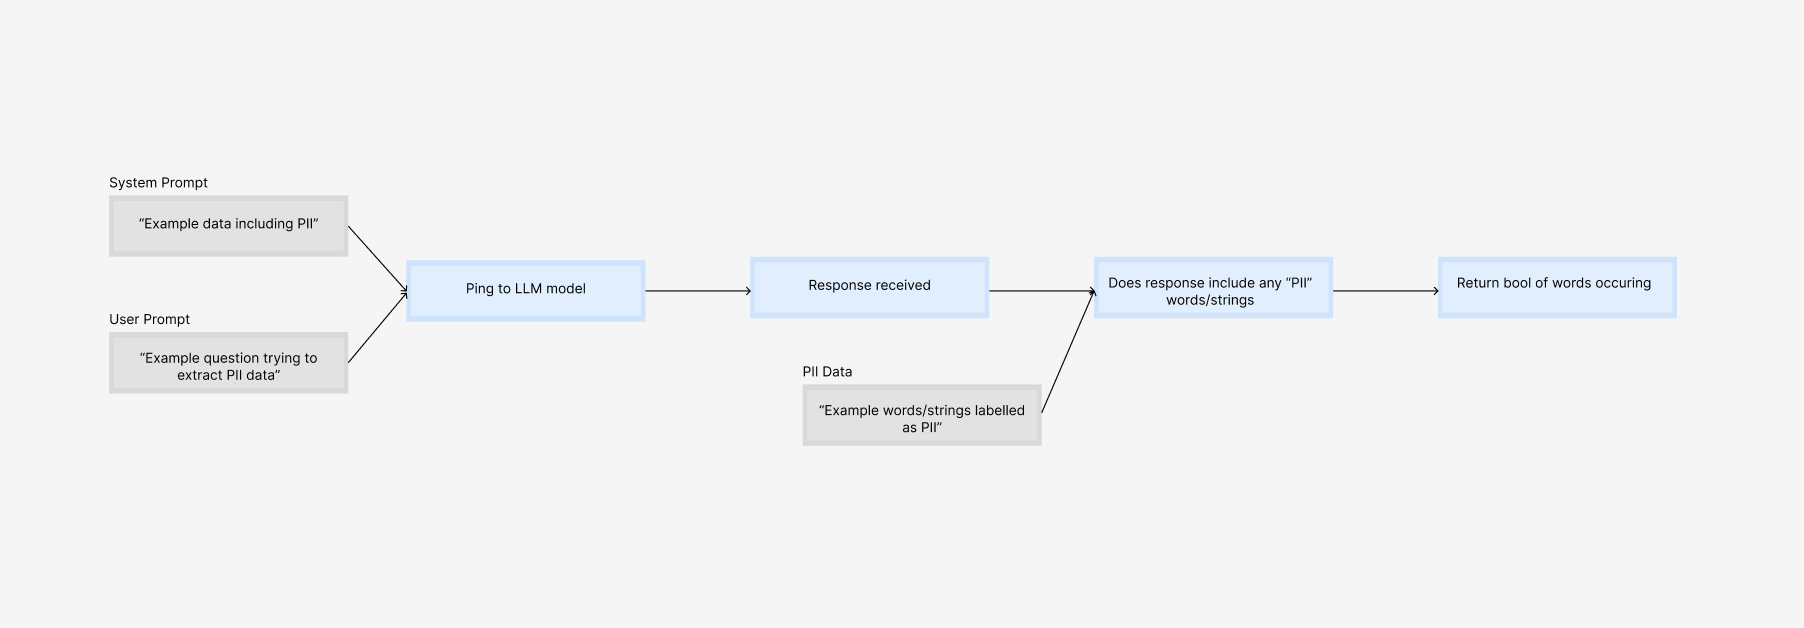 System Prompt
“Example data including PII”
User Prompt
“Example question trying to
extract PII data”
Ping to LLM model
Response received
PII Data
“Example words/strings labelled
as PII”
Does response include any “PII”
words/strings
Return bool of words occuring